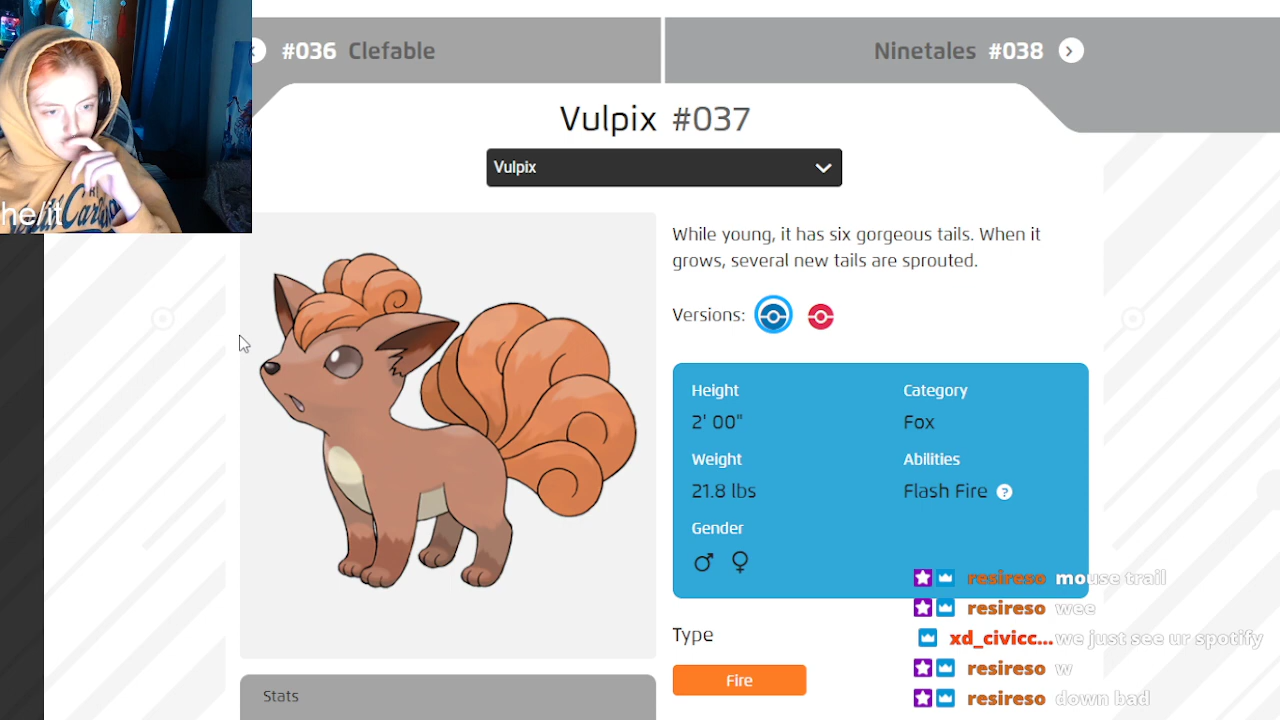 #036 Clefable
Ninetales #038
Vulpix #037
Vulpix
he/it
While young, it has six gorgeous tails. When it
grows, several new tails are sprouted.
Versions:
Height
2' 00"
Category
Fox
Weight
21.8 lbs
Abilities
Flash Fire ?
Gender
♂ ♀
Type
Fire
Stats
resireso mouse trail
resireso wee
xd_civicc... we just see ur spotify
resireso w
resireso down bad